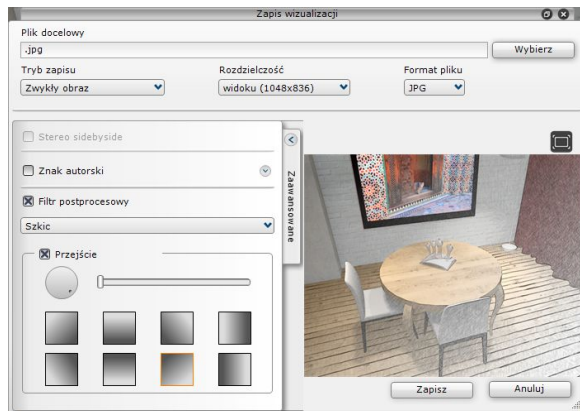 Zapis wizualizacji
Plik docelowy
.jpg
Wybierz
Tryb zapisu
Rozdzielczość
Format pliku
Zwykły obraz
widoku (1048x836)
JPG
Stereo sidebyside
Znak autorski
Filtr postprocesowy
Szkic
Przejście
Zaawansowane
Zapisz
Anuluj